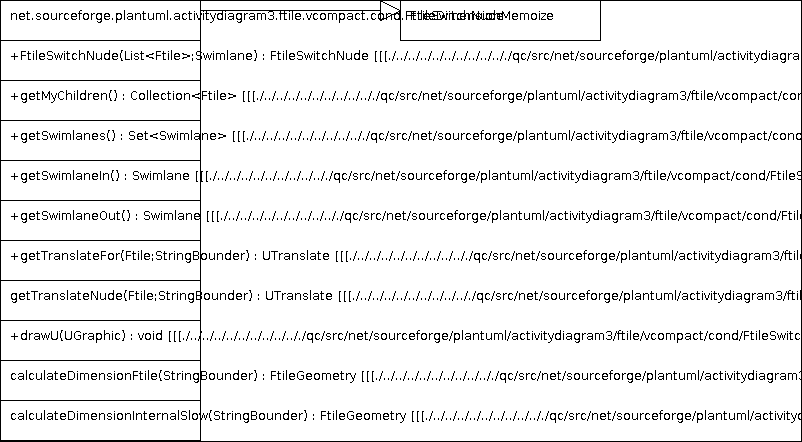 net.sourceforge.plantuml.activitydiagram3.ftile.vcompact.cond.FtileSwitchNude
FtileDimensionMemoize
+FtileSwitchNude(List<Ftile>;Swimlane) : FtileSwitchNude [[[./../../../../../../../../../../qc/src/net/sourceforge/plantuml/activitydiagra
+getMyChildren() : Collection<Ftile> [[[./../../../../../../../../../../qc/src/net/sourceforge/plantuml/activitydiagram3/ftile/vcompact/con
+getSwimlanes() : Set<Swimlane> [[[./../../../../../../../../../../qc/src/net/sourceforge/plantuml/activitydiagram3/ftile/vcompact/cond
+getSwimlaneIn() : Swimlane [[[./../../../../../../../../../../qc/src/net/sourceforge/plantuml/activitydiagram3/ftile/vcompact/cond/FtileS
+getSwimlaneOut() : Swimlane [[[./../../../../../../../../../../qc/src/net/sourceforge/plantuml/activitydiagram3/ftile/vcompact/cond/Ftile
+getTranslateFor(Ftile;StringBounder) : UTranslate [[[./../../../../../../../../../../qc/src/net/sourceforge/plantuml/activitydiagram3/fti
getTranslateNude(Ftile;StringBounder) : UTranslate [[[./../../../../../../../../../../qc/src/net/sourceforge/plantuml/activitydiagram3/fti
+drawU(UGraphic) : void [[[./../../../../../../../../../../qc/src/net/sourceforge/plantuml/activitydiagram3/ftile/vcompact/cond/FtileSwitc
calculateDimensionFtile(StringBounder) : FtileGeometry [[[./../../../../../../../../../../qc/src/net/sourceforge/plantuml/activitydiagram3
calculateDimensionInternalSlow(StringBounder) : FtileGeometry [[[./../../../../../../../../../../qc/src/net/sourceforge/plantuml/activityd